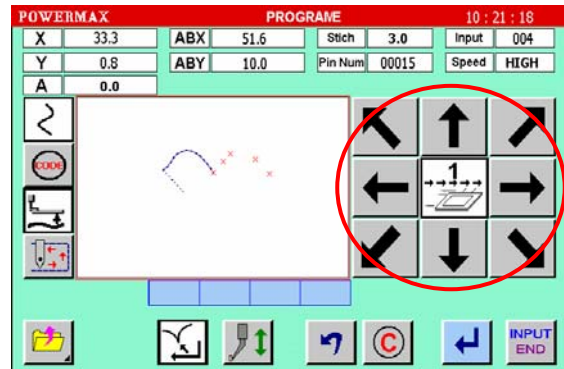 POWERMAX PROGRAME 10 : 21 : 18
X 33.3 ABX 51.6 Stich 3.0 Input 004
Y 0.8 ABY 10.0 Pin Num 00015 Speed HIGH
A 0.0
CODE
1
C
INPUT
END